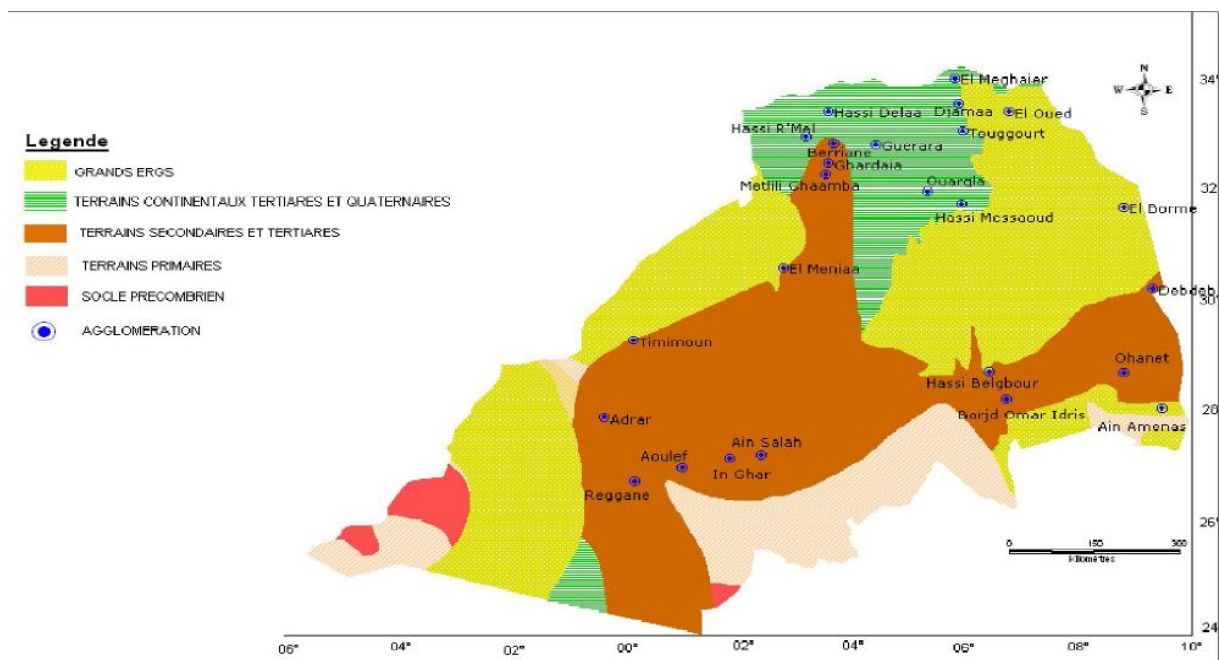 Legende
GRANDS ERGS
TERRAINS CONTINENTAUX TERTIARES ET QUATERNAIRES
TERRAINS SECONDAIRES ET TERTIARES
TERRAINS PRIMAIRES
SOCLE PRECOMBRIEN
AGGLOMERATION
N
W E
S
El Meghaier
Hassi Delaa
Djamaa
El Oued
Hassi R'Mel
Touggourt
Berriane
Guerara
Ghardaia
Metlili Chaamba
Ouargla
Hassi Messaoud
El Borme
El Meniaa
Debdeb
Timimoun
Ohanet
Hassi Belgbour
Borjd Omar Idris
Ain Amenas
Adrar
Ain Salah
Aoulef
In Ghar
Reggane
34°
32°
30°
28°
26°
24°
0 150 300
Kilométres
06° 04° 02° 00° 02° 04° 06° 08° 10°